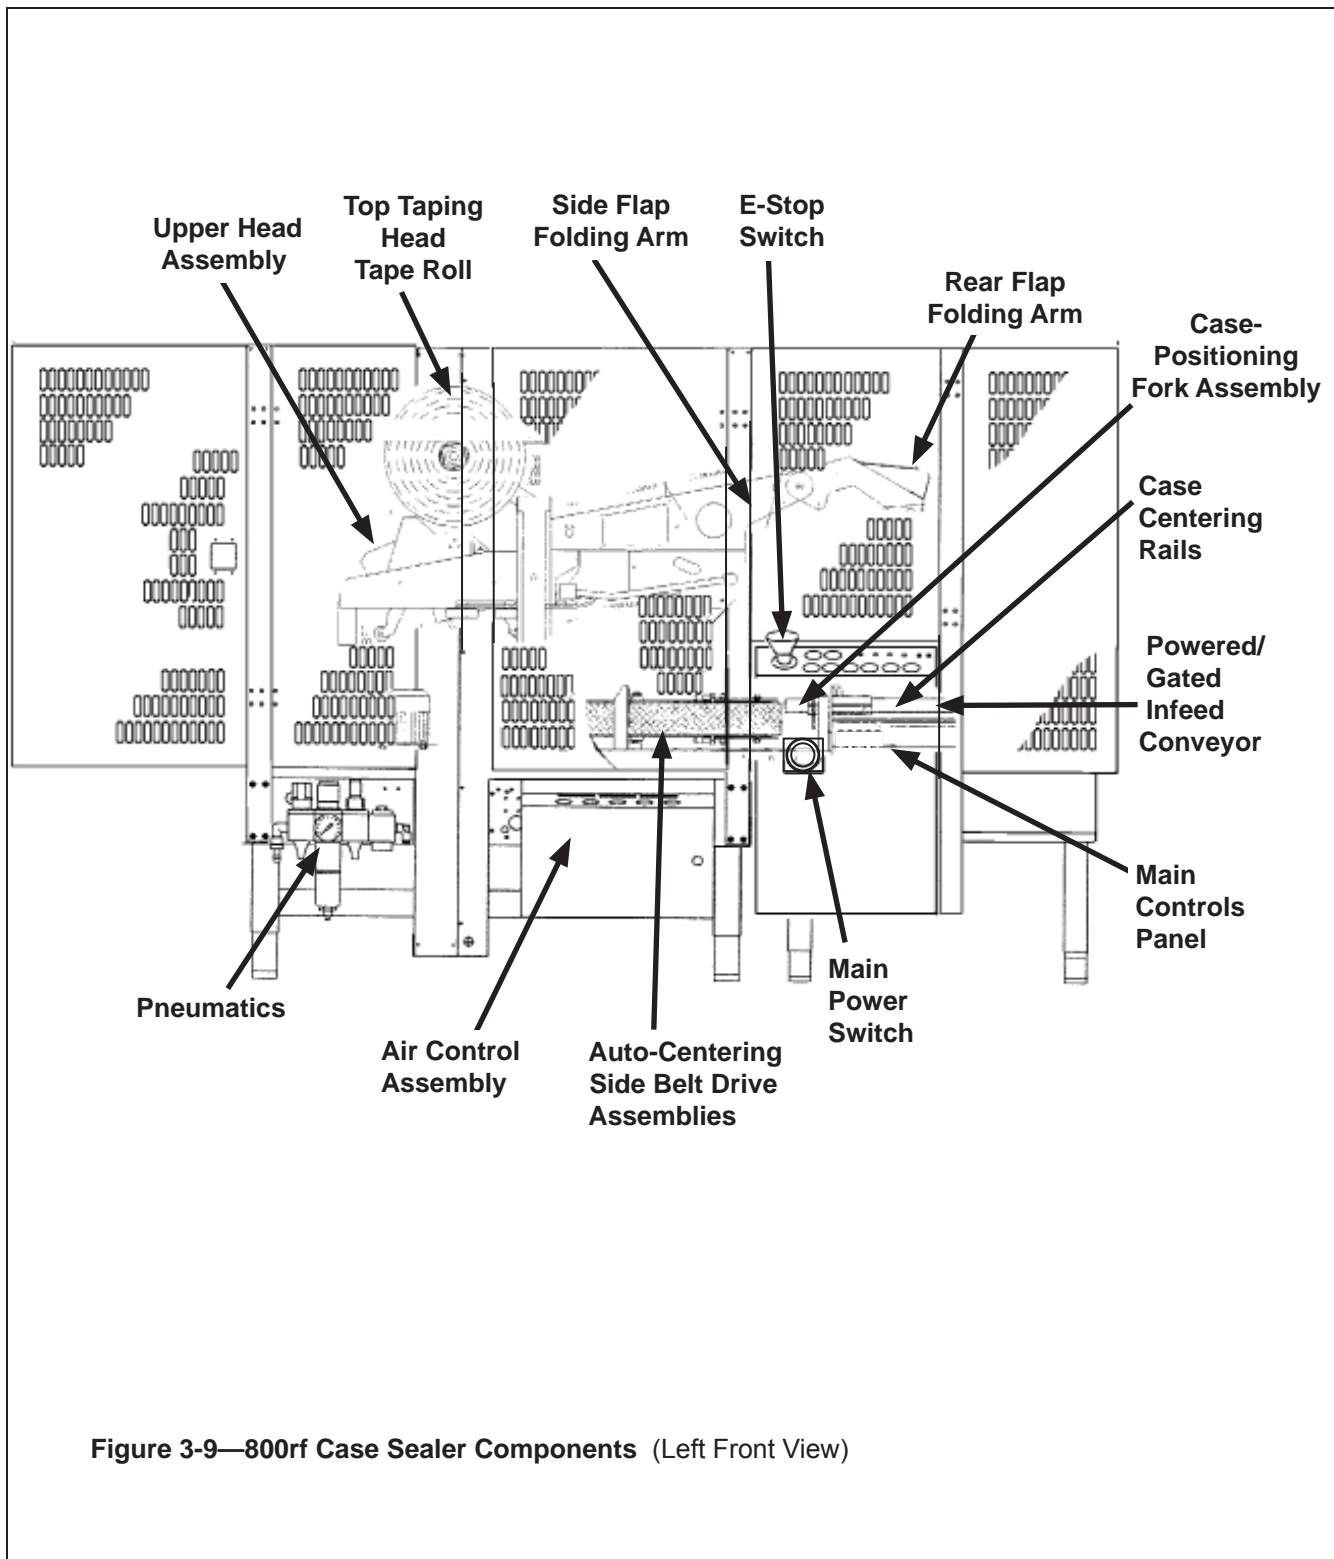 Upper Head
Assembly
Top Taping
Head
Tape Roll
Side Flap
Folding Arm
E-Stop
Switch
Rear Flap
Folding Arm
Case-
Positioning
Fork Assembly
Case
Centering
Rails
Powered/
Gated
Infeed
Conveyor
Main
Controls
Panel
Main
Power
Switch
Auto-Centering
Side Belt Drive
Assemblies
Air Control
Assembly
Pneumatics
Figure 3-9—800rf Case Sealer Components (Left Front View)